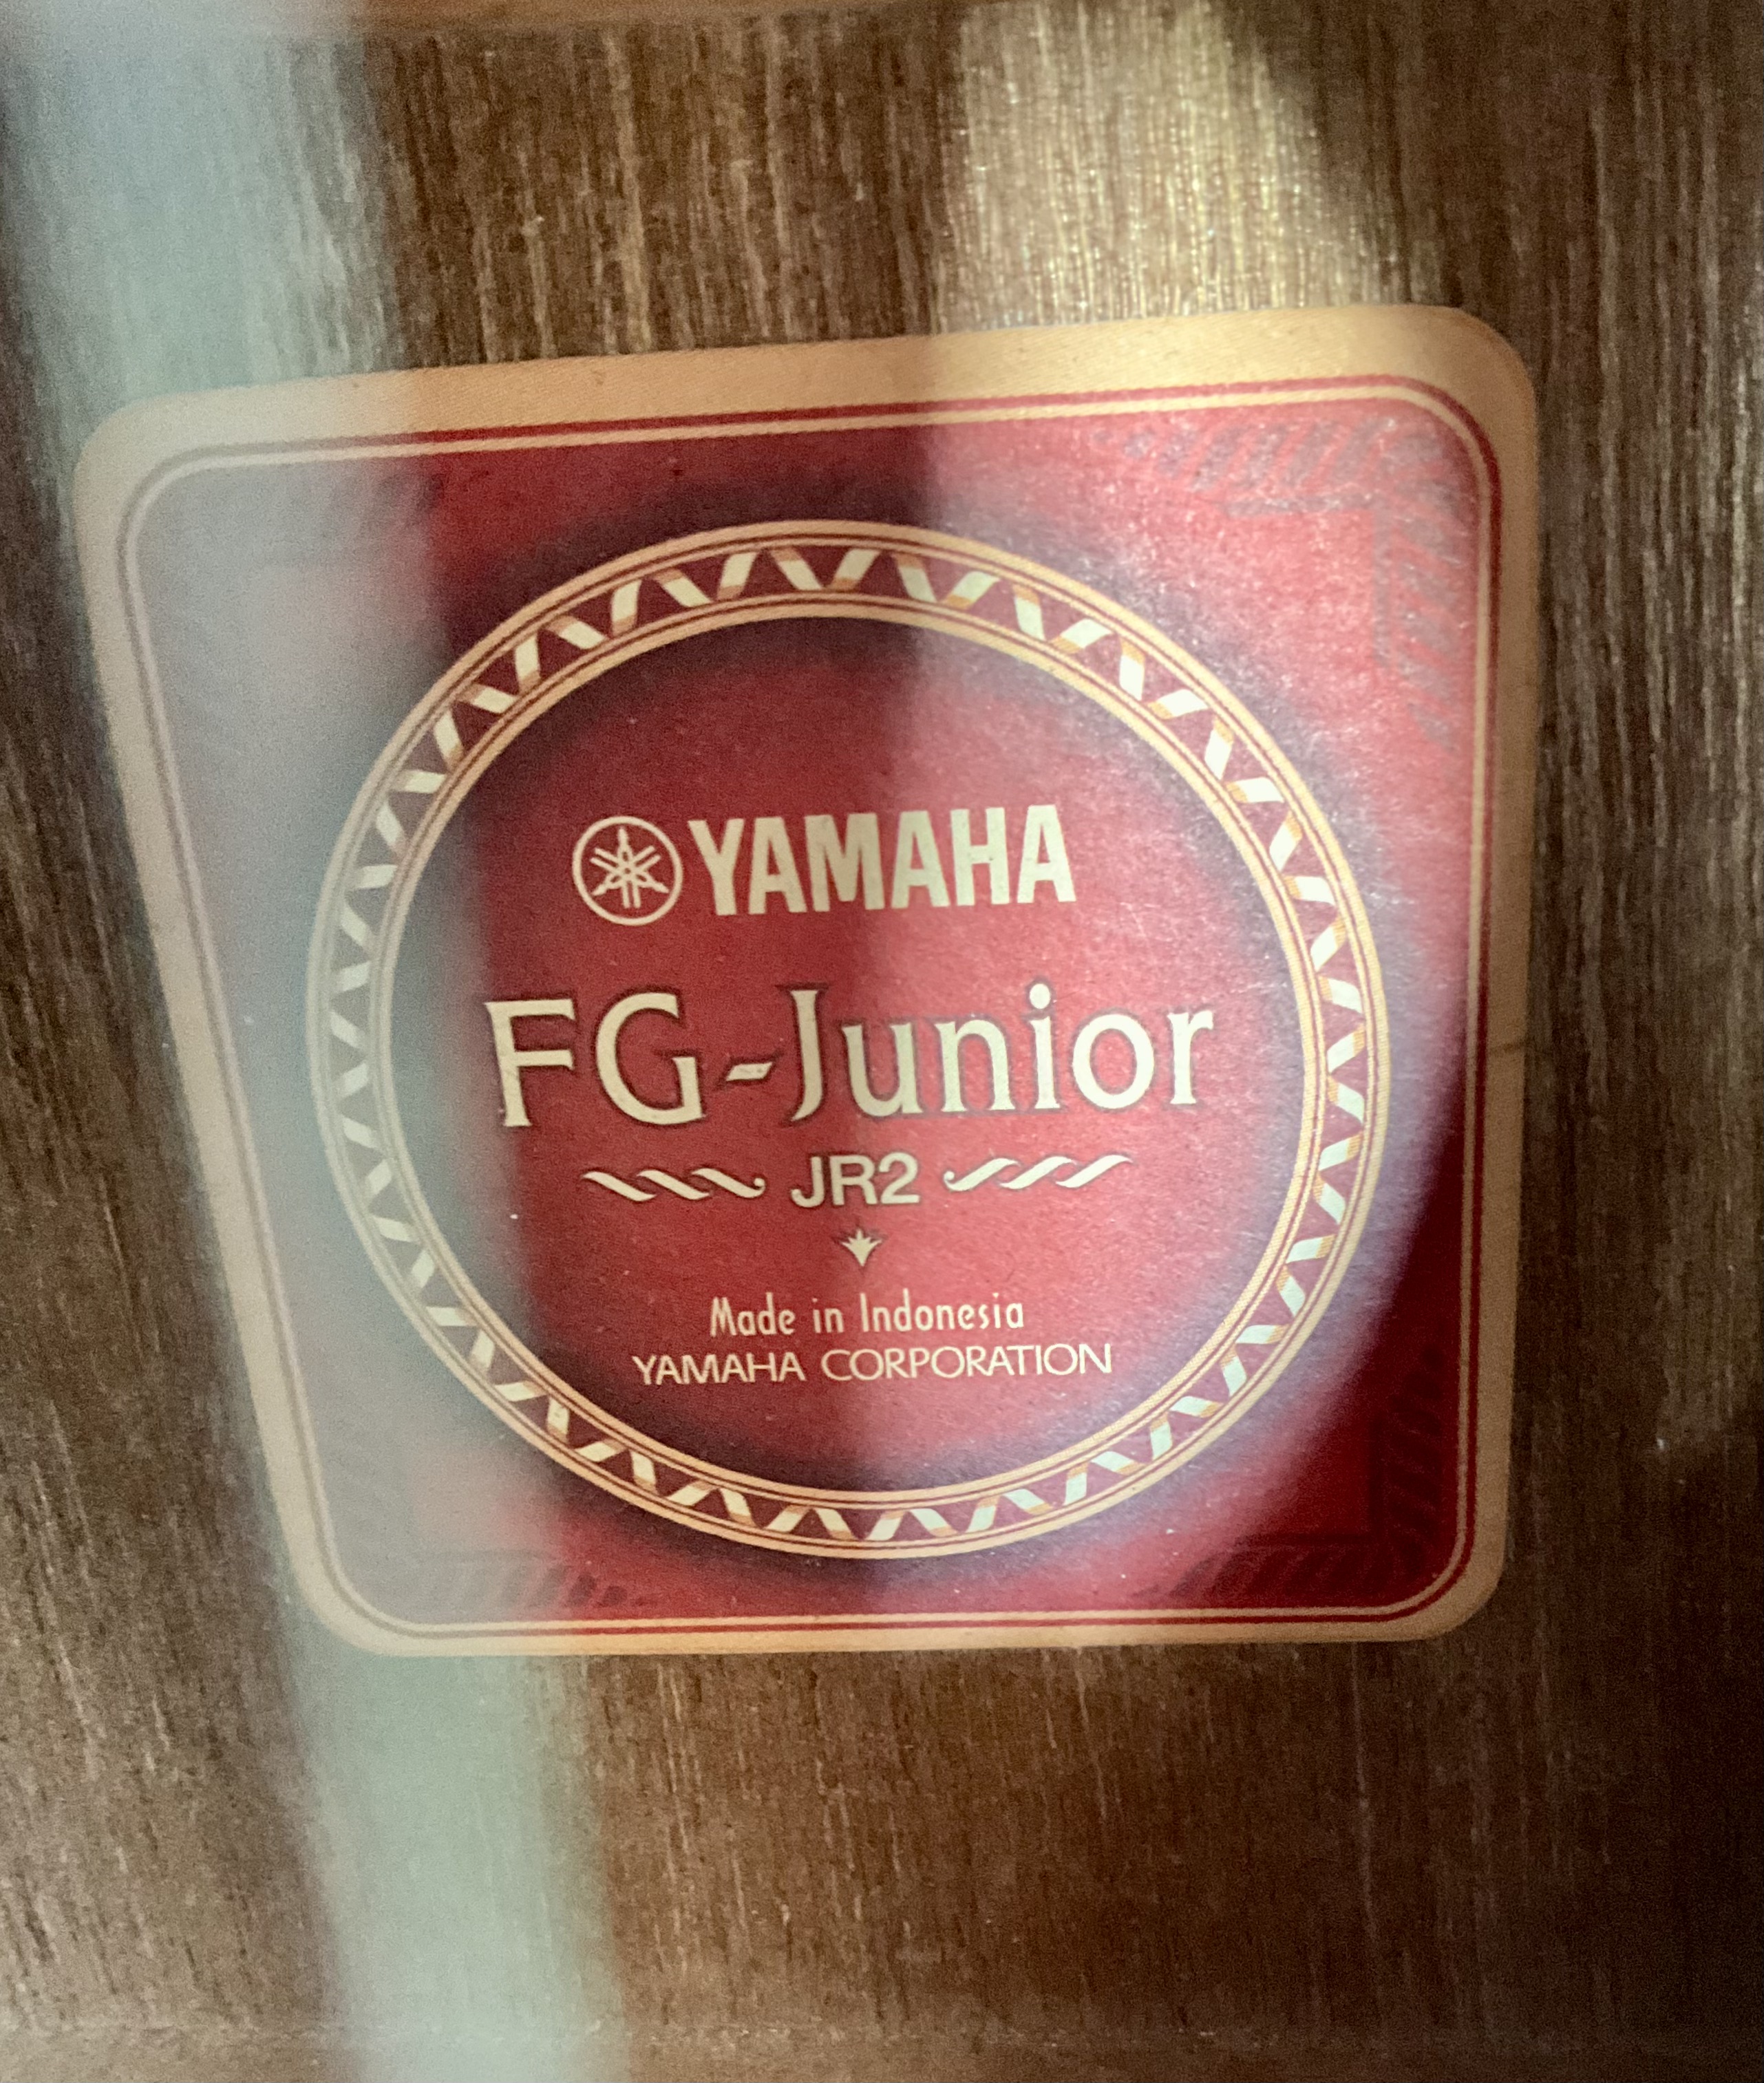 YAMAHA
FG-Junior
JR2
Made in Indonesia
YAMAHA CORPORATION